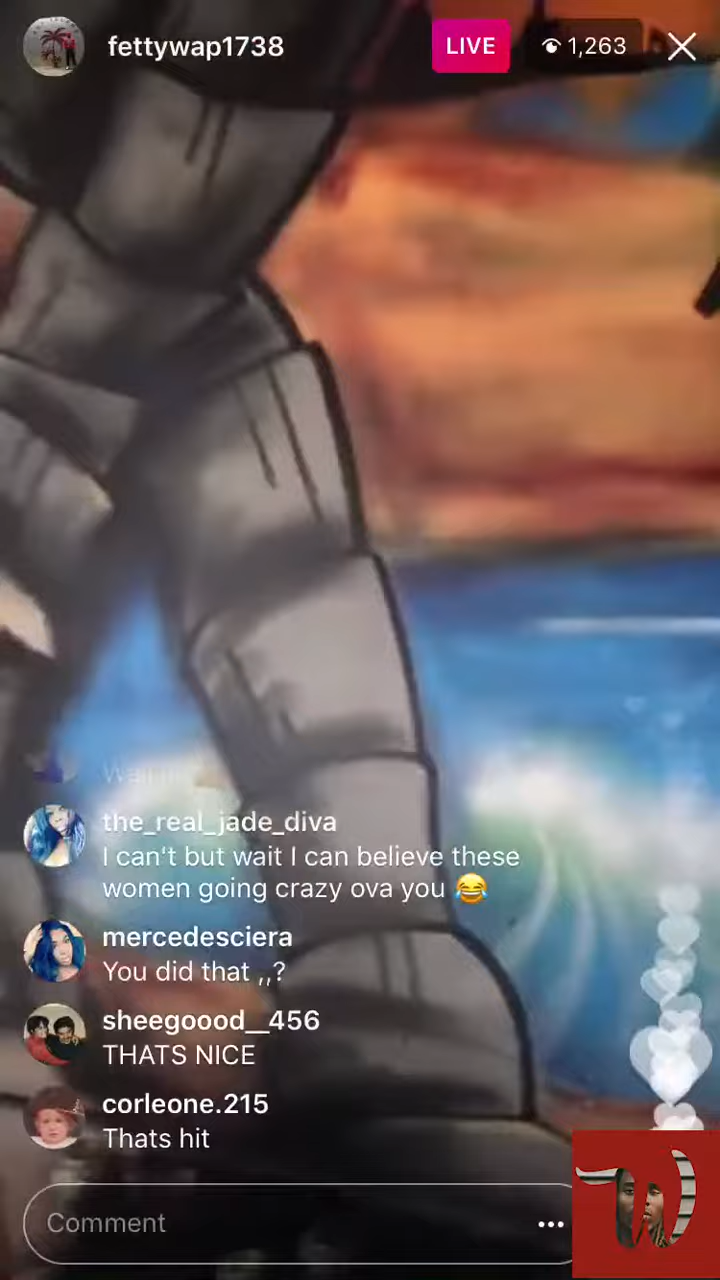 fettywap1738
LIVE
1,263
the_real_jade_diva
I can't but wait I can believe these
women going crazy ova you 😂
mercedesciera
You did that ,,?
sheegoood__456
THATS NICE
corleone.215
Thats hit
Comment
W